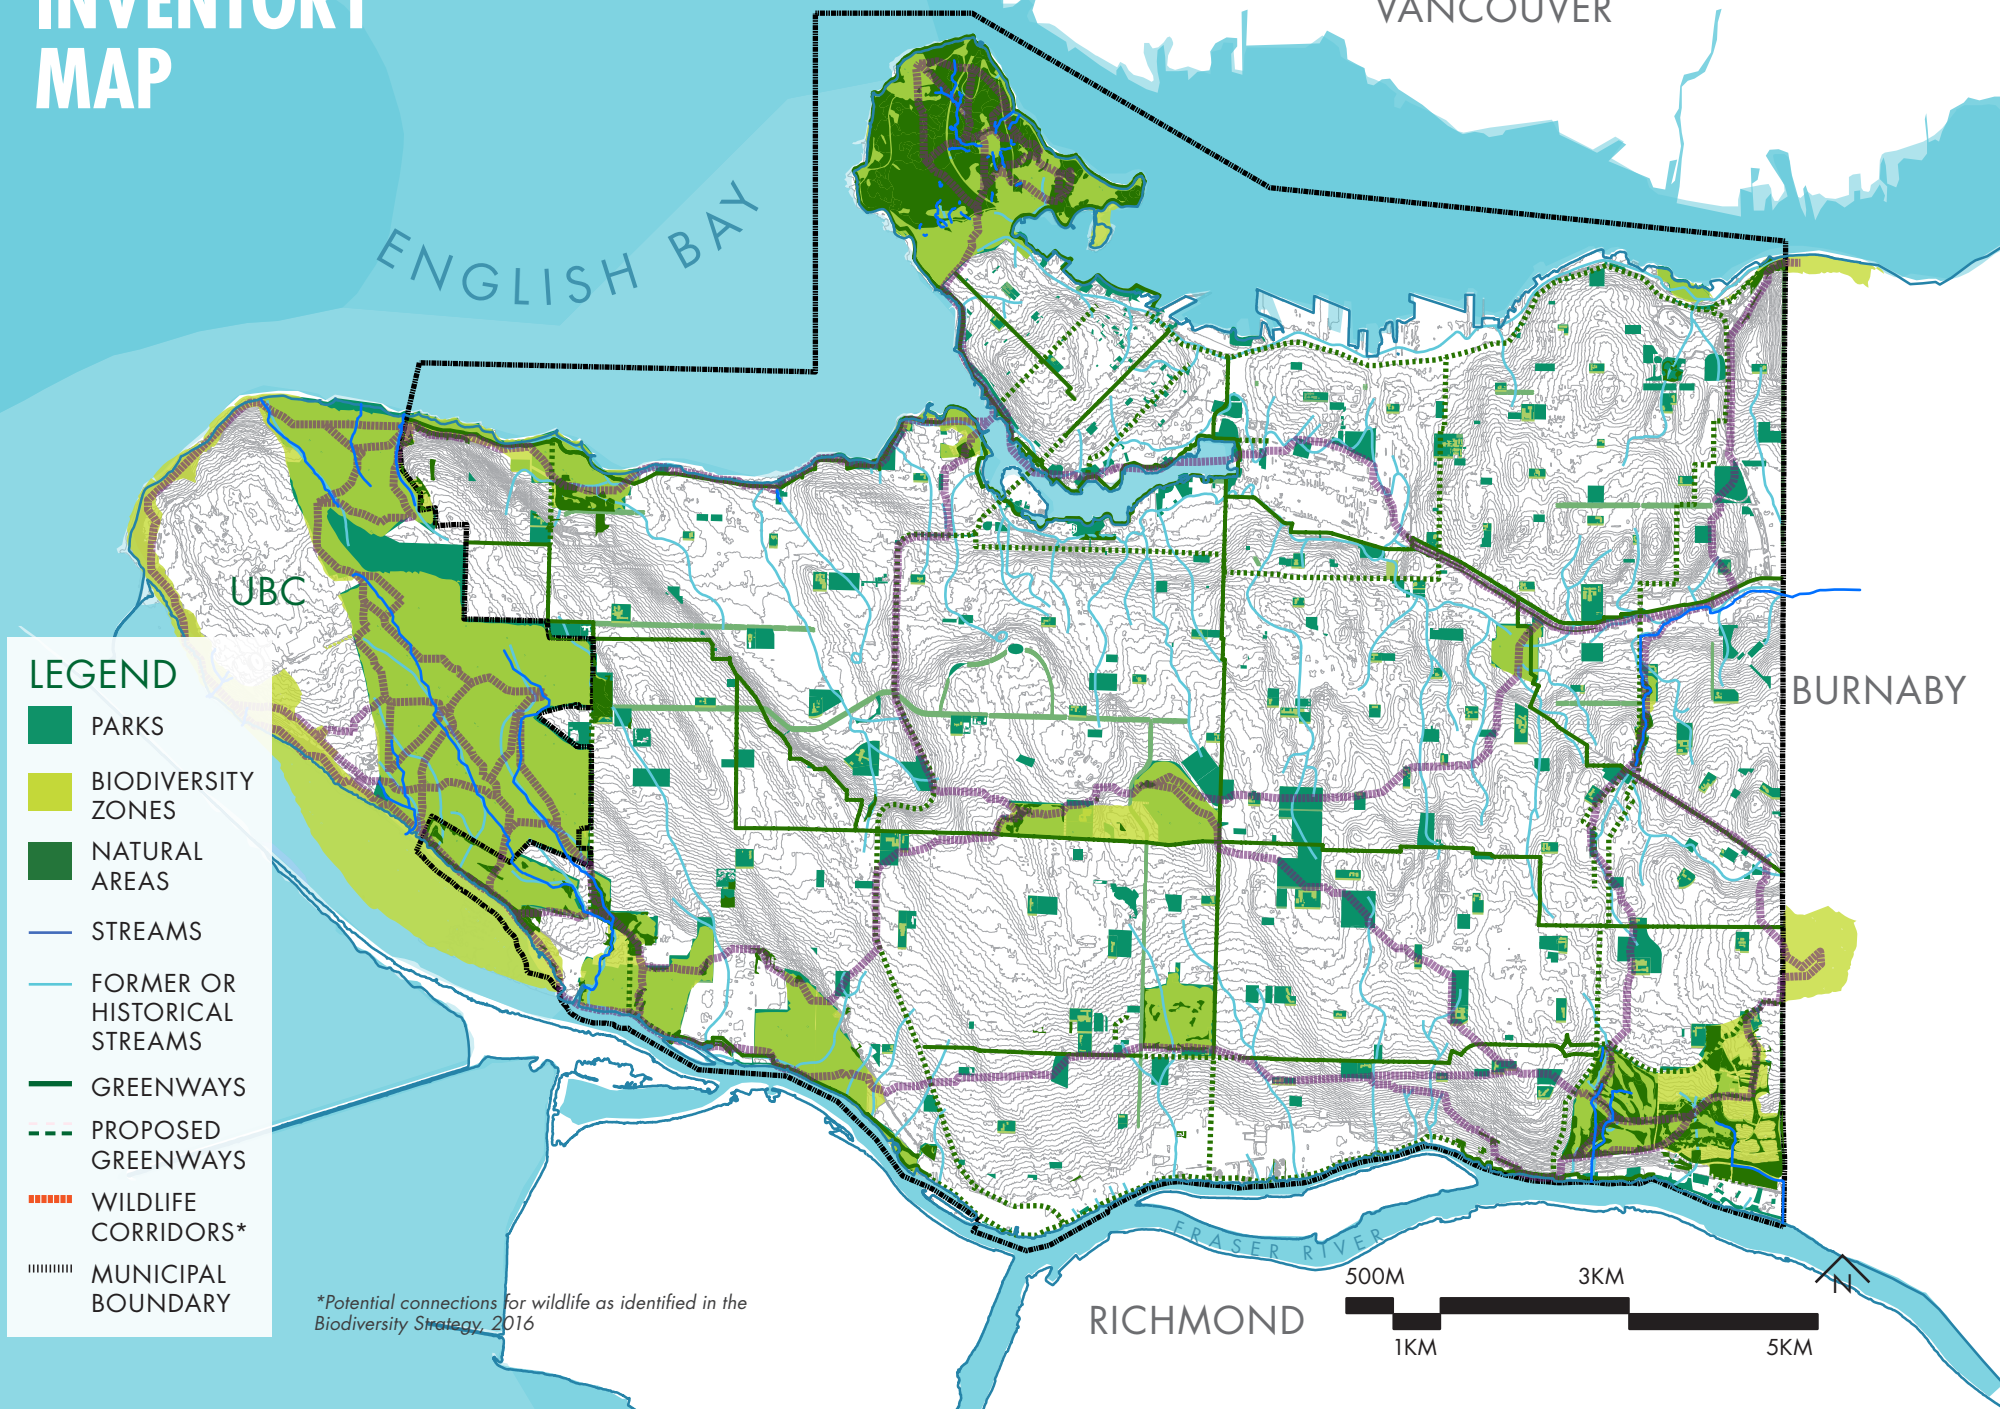 INVENTORY
MAP
VANCOUVER
ENGLISH BAY
UBC
BURNABY
LEGEND
PARKS
BIODIVERSITY
ZONES
NATURAL
AREAS
STREAMS
FORMER OR
HISTORICAL
STREAMS
GREENWAYS
PROPOSED
GREENWAYS
WILDLIFE
CORRIDORS*
MUNICIPAL
BOUNDARY
*Potential connections for wildlife as identified in the
Biodiversity Strategy, 2016
FRASER RIVER
RICHMOND
500M
3KM
1KM
5KM
N